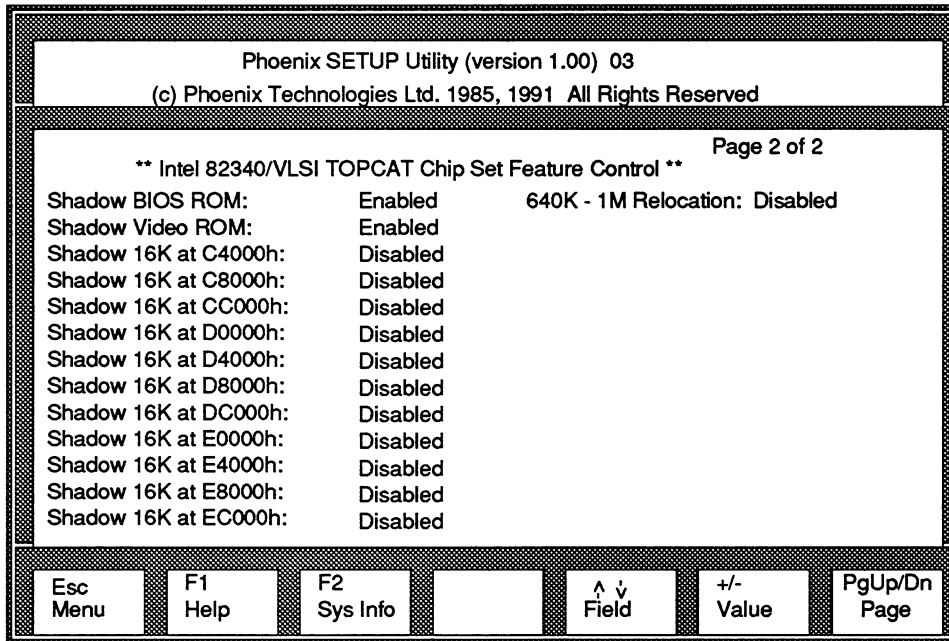 Phoenix SETUP Utility (version 1.00) 03
(c) Phoenix Technologies Ltd. 1985, 1991 All Rights Reserved
Page 2 of 2
** Intel 82340/VLSI TOPCAT Chip Set Feature Control **
Shadow BIOS ROM: Enabled 640K - 1M Relocation: Disabled
Shadow Video ROM: Enabled
Shadow 16K at C4000h: Disabled
Shadow 16K at C8000h: Disabled
Shadow 16K at CC000h: Disabled
Shadow 16K at D0000h: Disabled
Shadow 16K at D4000h: Disabled
Shadow 16K at D8000h: Disabled
Shadow 16K at DC000h: Disabled
Shadow 16K at E0000h: Disabled
Shadow 16K at E4000h: Disabled
Shadow 16K at E8000h: Disabled
Shadow 16K at EC000h: Disabled
Esc Menu
F1 Help
F2 Sys Info
Field
+/- Value
PgUp/Dn Page